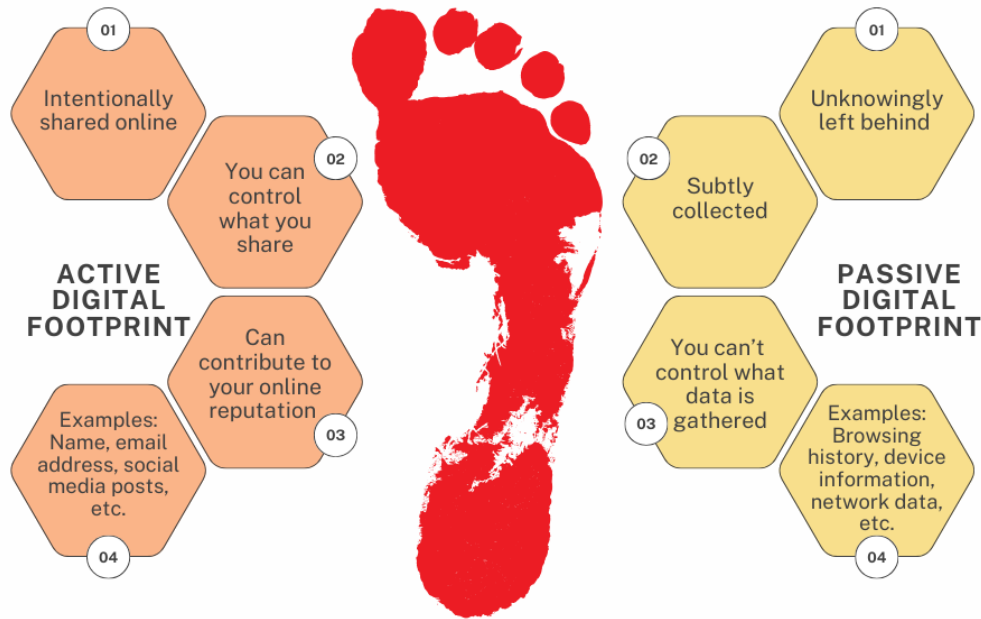 01
Intentionally
shared online
02
You can
control
what you
share
ACTIVE
DIGITAL
FOOTPRINT
Can
contribute to
your online
reputation
03
Examples:
Name, email
address, social
media posts,
etc.
04
01
Unknowingly
left behind
02
Subtly
collected
PASSIVE
DIGITAL
FOOTPRINT
You can’t
control what
data is
gathered
03
Examples:
Browsing
history, device
information,
network data,
etc.
04